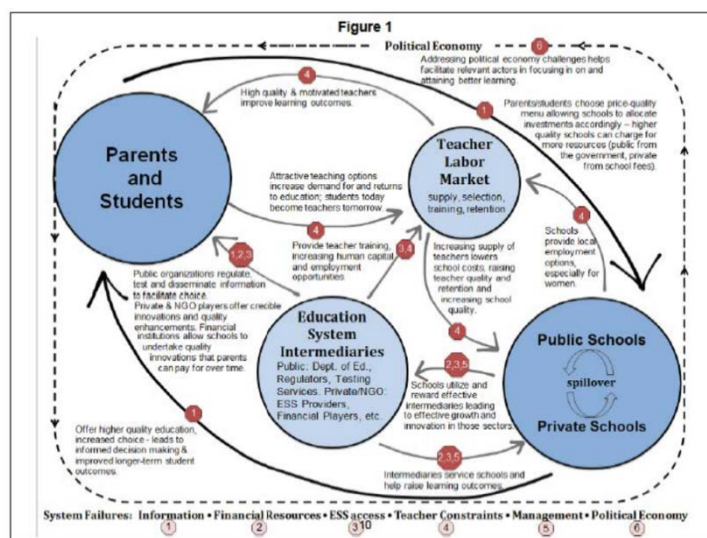 Figure 1
Political Economy
6
Addressing political economy challenges helps
facilitate relevant actors in focusing in on and
attaining better learning.
4
High quality & motivated teachers
improve learning outcomes.
1
Parents/students choose price-quality
menu allowing schools to allocate
investments accordingly – higher
quality schools can charge for
more resources (public from
the government, private
from school fees).
Parents
and
Students
Teacher
Labor
Market
supply, selection,
training, retention
Attractive teaching options
increase demand for and returns
to education; students today
become teachers tomorrow.
4
4
Schools
provide local
employment
options,
especially for
women.
1,2,3
Provide teacher training,
increasing human capital
and employment
opportunities.
3,4
Increasing supply of
teachers lowers
school costs, raising
teacher quality and
retention and
increasing school
quality.
4
Public organizations regulate,
test and disseminate information
to facilitate choice.
Private & NGO players offer credible
innovations and quality
enhancements. Financial
institutions allow schools to
undertake quality
innovations that parents
can pay for over time.
Education
System
Intermediaries
Public: Dept. of Ed.,
Regulators, Testing
Services. Private/NGO:
ESS Providers,
Financial Players, etc.
Public Schools
spillover
Private Schools
2,3,5
Schools utilize and
reward effective
intermediaries leading
to effective growth and
innovation in those sectors.
1
Offer higher quality education,
increased choice - leads to
informed decision making &
improved longer-term student
outcomes.
2,3,5
Intermediaries service schools and
help raise learning outcomes.
System Failures: Information • Financial Resources • ESS access • Teacher Constraints • Management • Political Economy
1 2 3 10 4 5 6